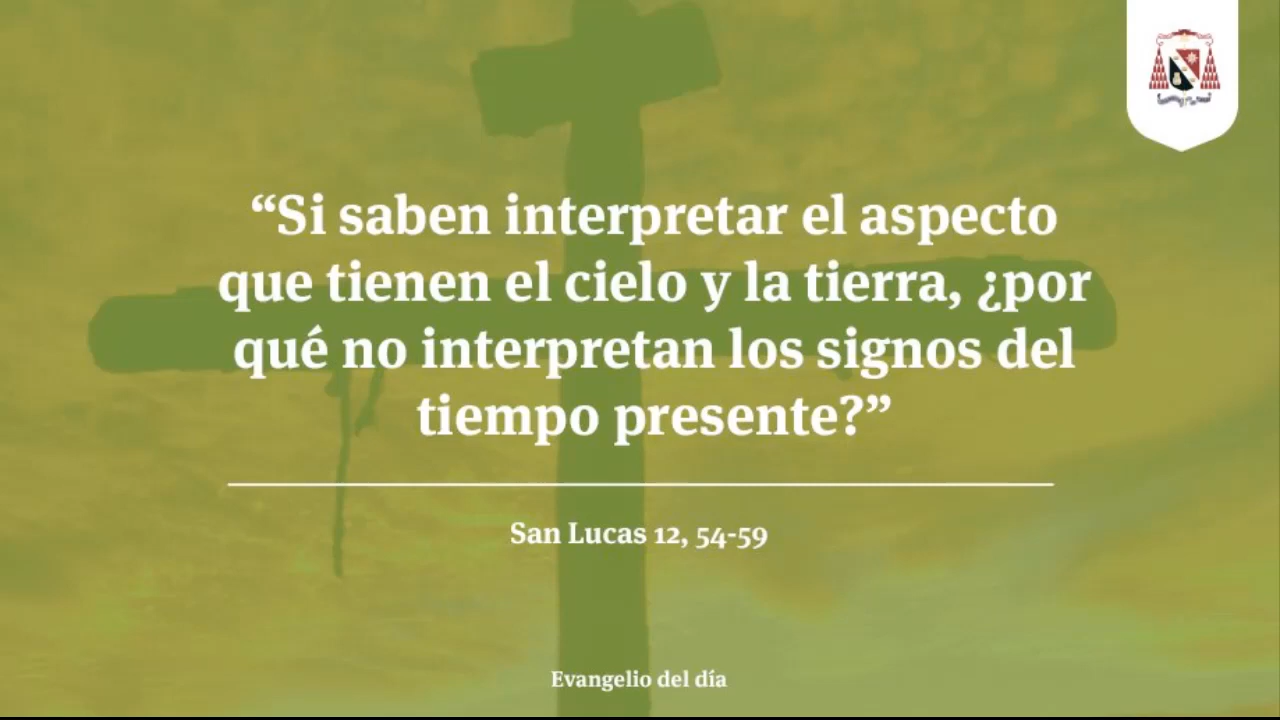 “Si saben interpretar el aspecto
que tienen el cielo y la tierra, ¿por
qué no interpretan los signos del
tiempo presente?”
San Lucas 12, 54-59
Evangelio del día